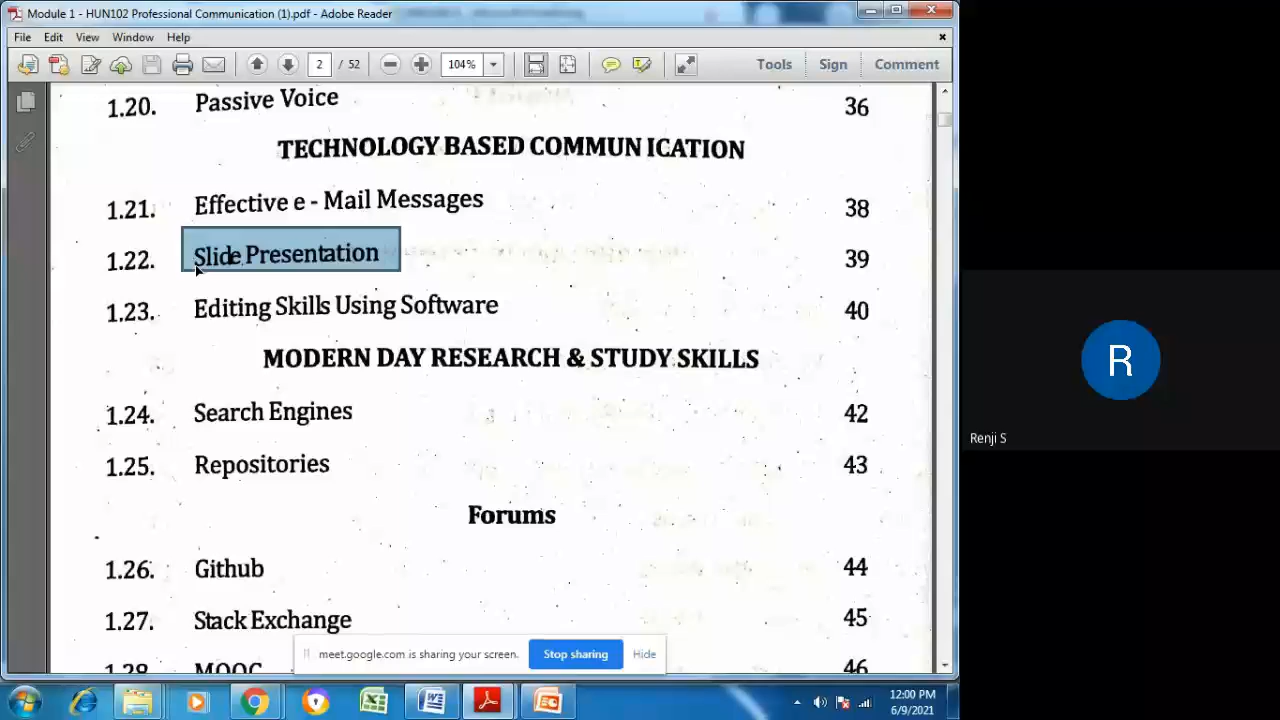 Module 1 - HUN102 Professional Communication (1).pdf - Adobe Reader
File Edit View Window Help
2 / 52 104% Tools Sign Comment
1.20. Passive Voice 36
TECHNOLOGY BASED COMMUNICATION
1.21. Effective e - Mail Messages 38
1.22. Slide Presentation 39
1.23. Editing Skills Using Software 40
MODERN DAY RESEARCH & STUDY SKILLS
1.24. Search Engines 42
1.25. Repositories 43
Forums
1.26. Github 44
1.27. Stack Exchange 45
1.28 MOOC 46
meet.google.com is sharing your screen. Stop sharing Hide
12:00 PM
6/9/2021
R
Renji S